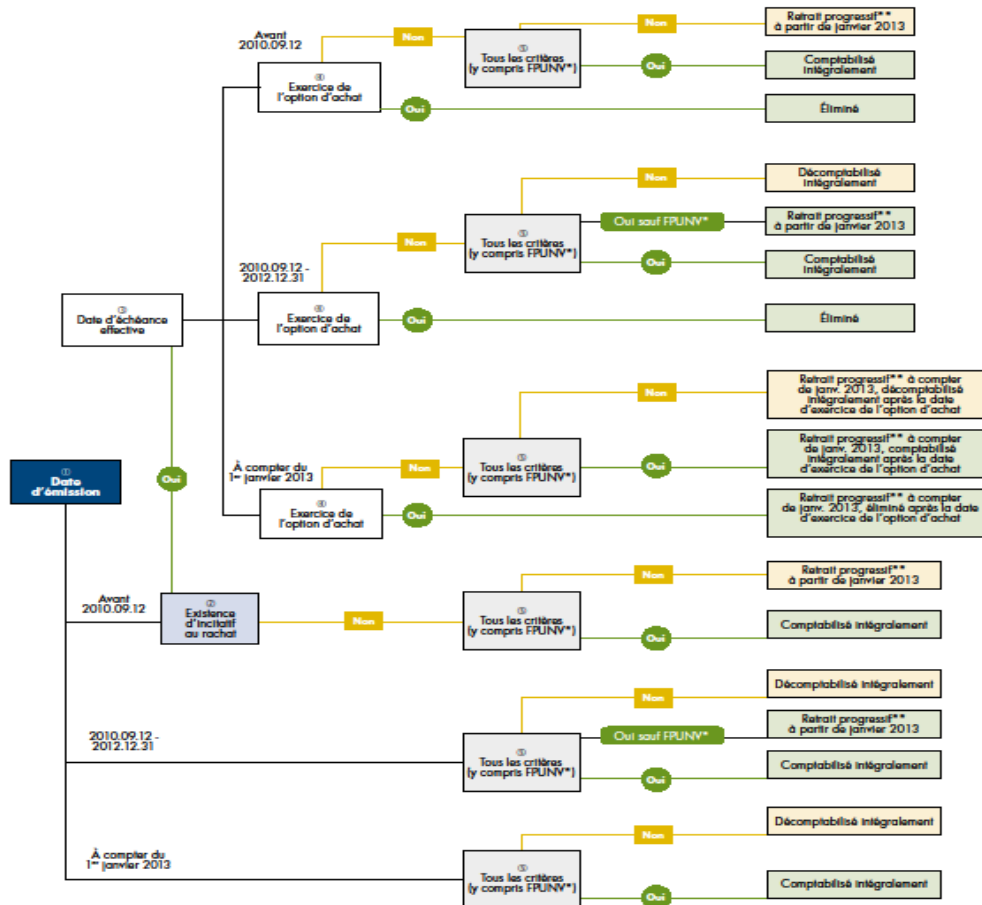 Avant
2010.09.12
Non
⑤
Tous les critères
(y compris FPUNV*)
Retrait progressif**
à partir de janvier 2013
Oui
Comptabilisé
intégralement
④
Exercice de
l'option d'achat
Oui
Éliminé
2010.09.12 -
2012.12.31
Non
⑤
Tous les critères
(y compris FPUNV*)
Non
Décomptabilisé
intégralement
Oui sauf FPUNV*
Retrait progressif**
à partir de janvier 2013
Oui
Comptabilisé
intégralement
③
Date d'échéance
effective
④
Exercice de
l'option d'achat
Oui
Éliminé
À compter du
1er janvier 2013
Non
⑤
Tous les critères
(y compris FPUNV*)
Non
Retrait progressif** à compter
de janv. 2013, décomptabilisé
intégralement après la date
d'exercice de l'option d'achat
Oui
Retrait progressif** à compter
de janv. 2013, comptabilisé
intégralement après la date
d'exercice de l'option d'achat
④
Exercice de
l'option d'achat
Oui
Retrait progressif** à compter
de janv. 2013, éliminé après la date
d'exercice de l'option d'achat
①
Date
d'émission
Oui
Avant
2010.09.12
②
Existence
d'incitatif
au rachat
Non
⑤
Tous les critères
(y compris FPUNV*)
Non
Retrait progressif**
à partir de janvier 2013
Oui
Comptabilisé intégralement
2010.09.12 -
2012.12.31
⑤
Tous les critères
(y compris FPUNV*)
Non
Décomptabilisé intégralement
Oui sauf FPUNV*
Retrait progressif**
à partir de janvier 2013
Oui
Comptabilisé intégralement
À compter du
1er janvier 2013
⑤
Tous les critères
(y compris FPUNV*)
Non
Décomptabilisé intégralement
Oui
Comptabilisé intégralement